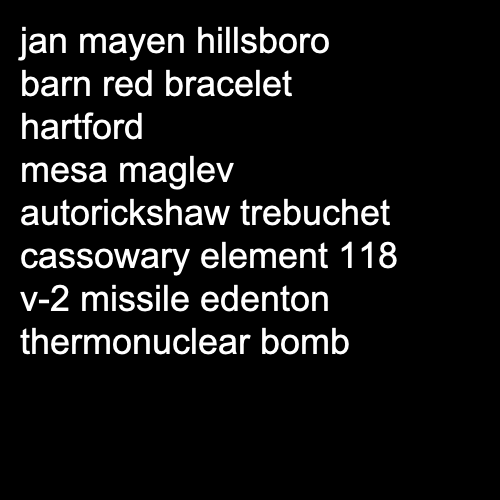 jan mayen hillsboro
barn red bracelet
hartford
mesa maglev
autorickshaw trebuchet
cassowary element 118
v-2 missile edenton
thermonuclear bomb